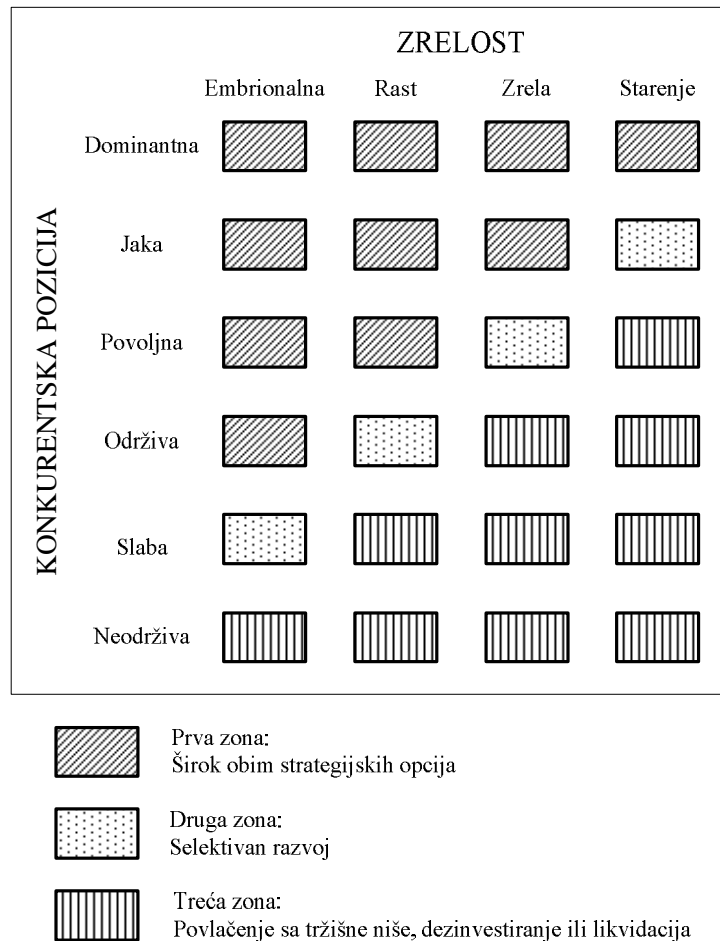 ZRELOST
Embrionalna Rast Zrela Starenje
KONKURENTSKA POZICIJA
Dominantna
Jaka
Povoljna
Održiva
Slaba
Neodrživa
Prva zona:
Širok obim strategijskih opcija
Druga zona:
Selektivan razvoj
Treća zona:
Povlačenje sa tržišne niše, dezinvestiranje ili likvidacija